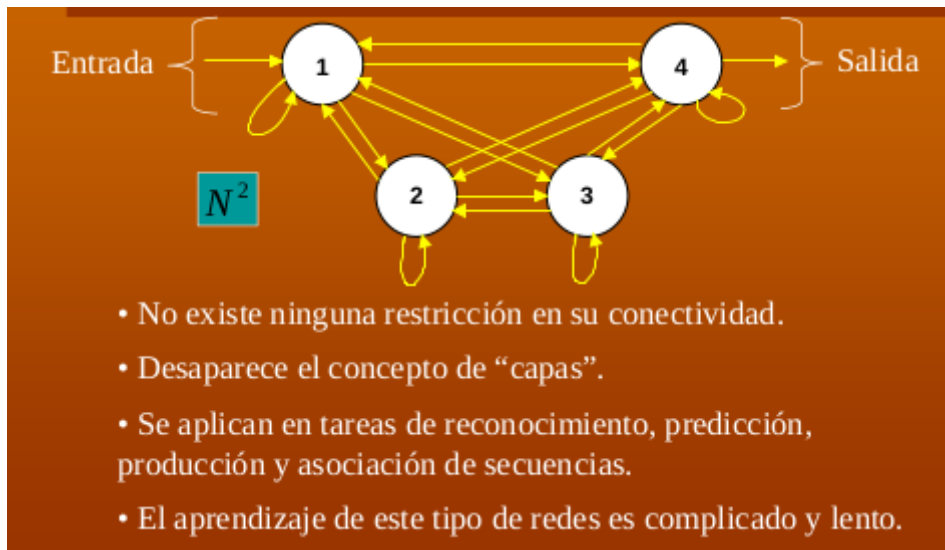 Entrada
1
4
Salida
2
3
N²
• No existe ninguna restricción en su conectividad.
• Desaparece el concepto de “capas”.
• Se aplican en tareas de reconocimiento, predicción,
producción y asociación de secuencias.
• El aprendizaje de este tipo de redes es complicado y lento.